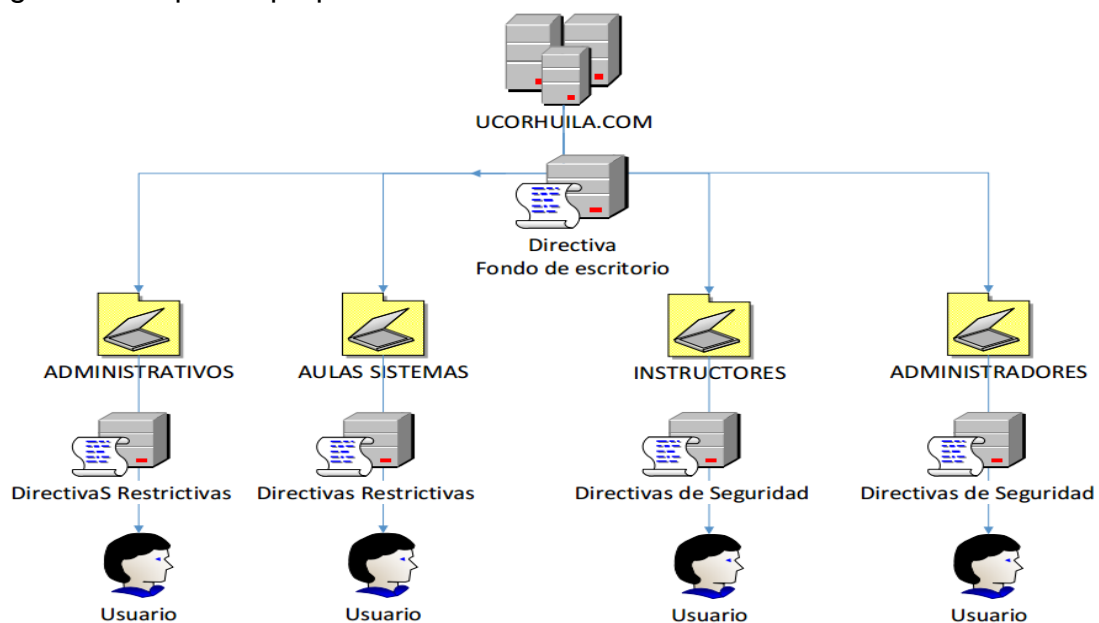 UCORHUILA.COM
Directiva
Fondo de escritorio
ADMINISTRATIVOS
AULAS SISTEMAS
INSTRUCTORES
ADMINISTRADORES
DirectivaS Restrictivas
Directivas Restrictivas
Directivas de Seguridad
Directivas de Seguridad
Usuario
Usuario
Usuario
Usuario